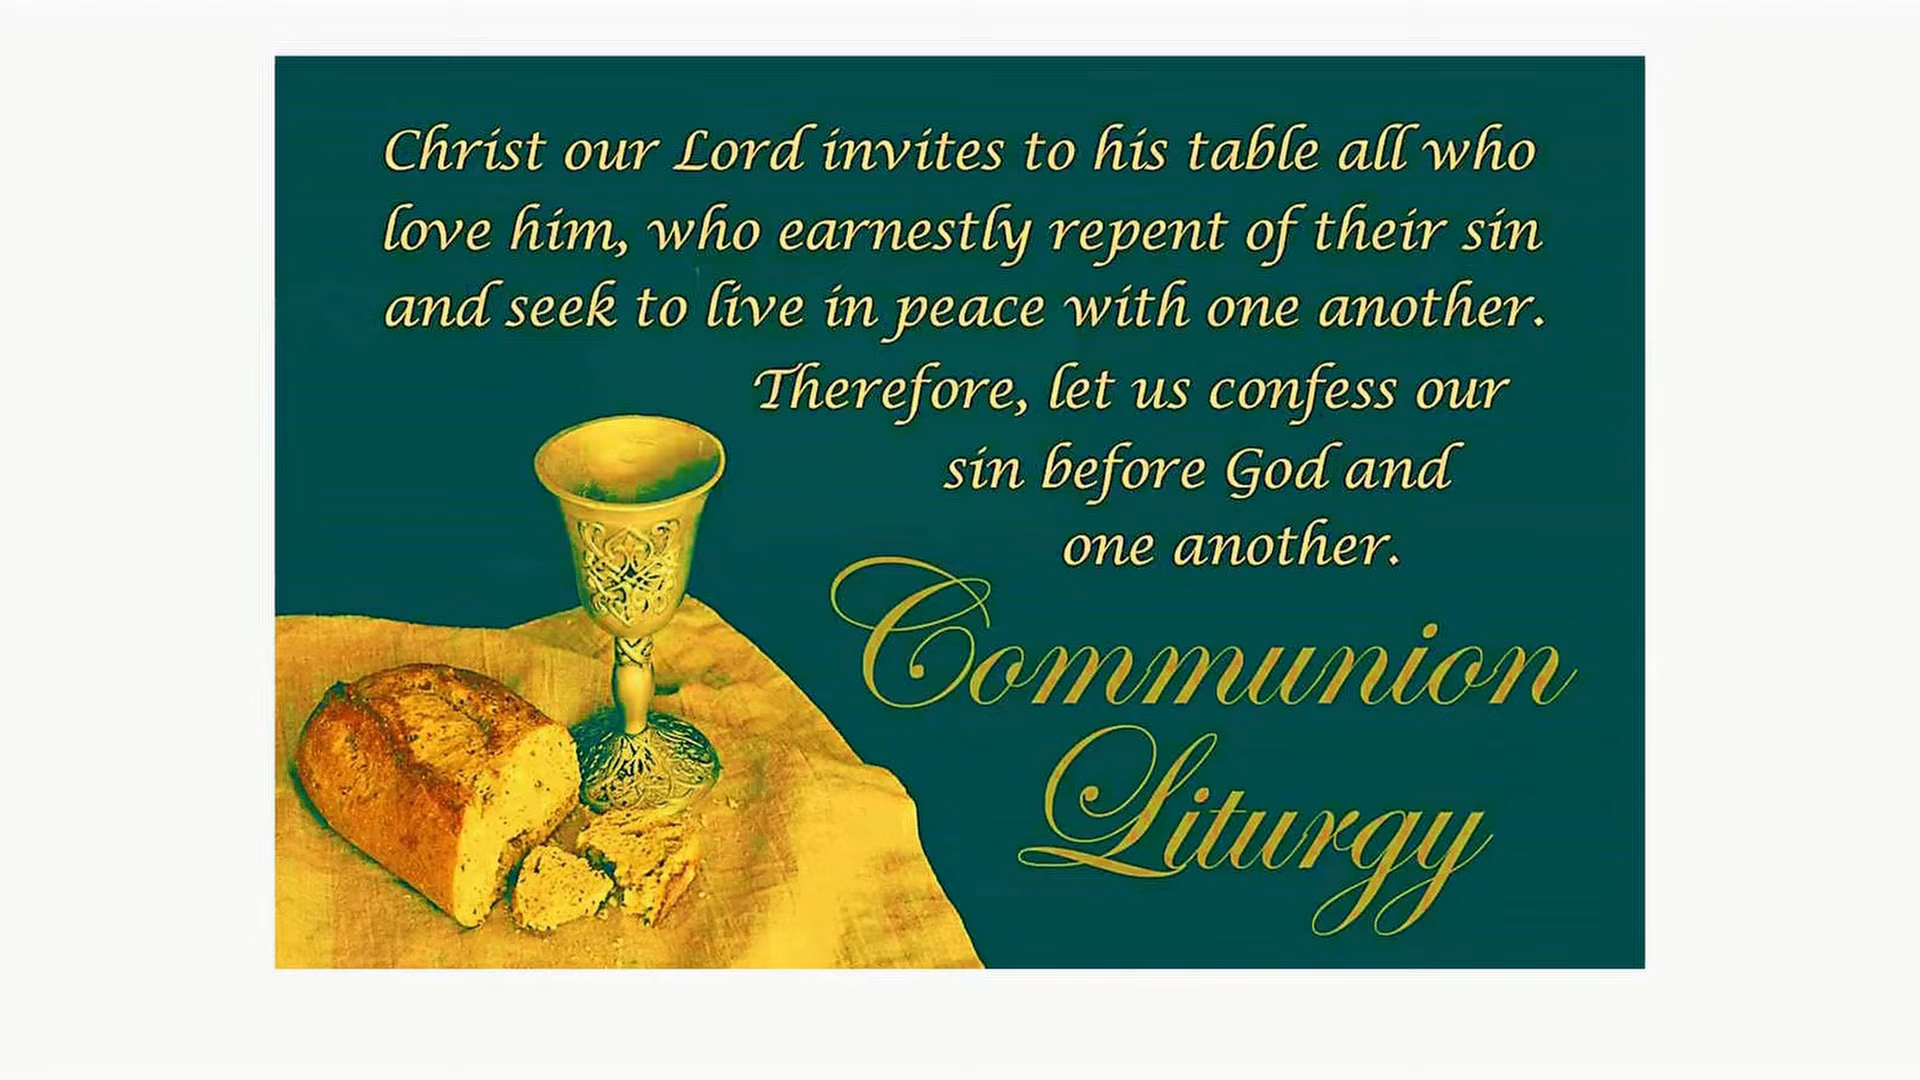 Christ our Lord invites to his table all who
love him, who earnestly repent of their sin
and seek to live in peace with one another.
Therefore, let us confess our
sin before God and
one another.
Communion
Liturgy